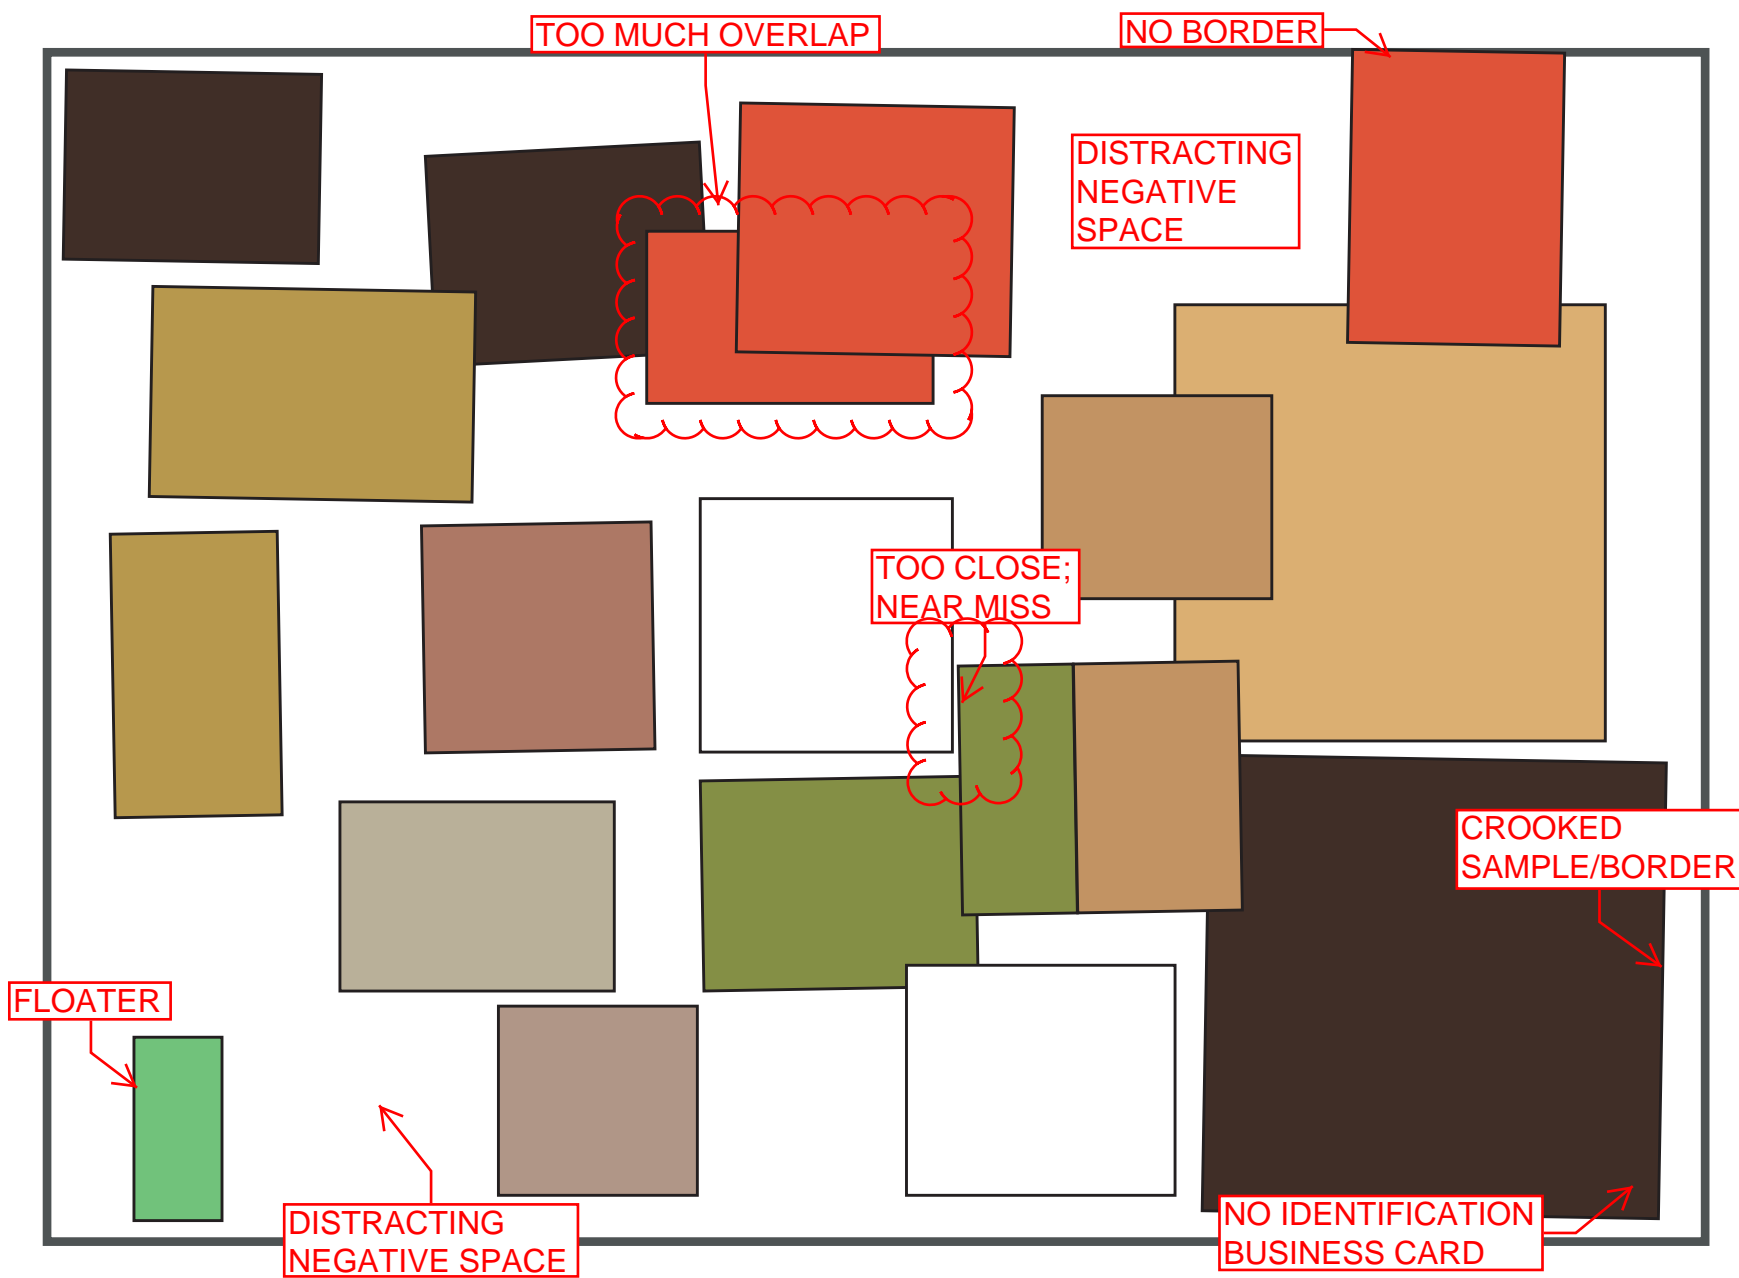 TOO MUCH OVERLAP
NO BORDER
DISTRACTING
NEGATIVE
SPACE
TOO CLOSE;
NEAR MISS
CROOKED
SAMPLE/BORDER
FLOATER
DISTRACTING
NEGATIVE SPACE
NO IDENTIFICATION
BUSINESS CARD